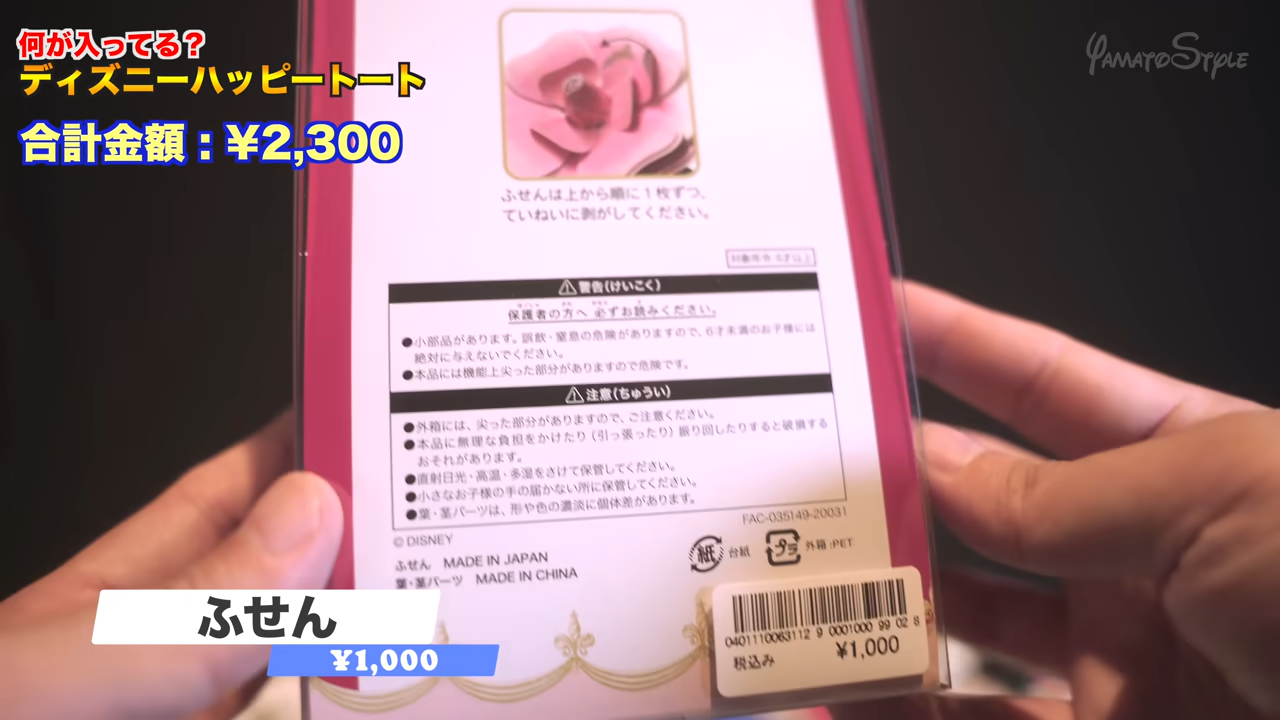 何が入ってる？
ディズニーハッピートート
合計金額：¥2,300
YAMATOSTYLE
ふせんは上から順に1枚ずつ、
ていねいに剥がしてください。
対象年令 6才以上
警告(けいこく)
保護者の方へ 必ずお読みください。
●小部品があります。誤飲・窒息の危険がありますので、6才未満のお子様には
絶対に与えないでください。
●本品には機能上尖った部分がありますので危険です。
注意(ちゅうい)
●外箱には、尖った部分がありますので、ご注意ください。
●本品に無理な負担をかけたり(引っ張ったり)振り回したりすると破損する
おそれがあります。
●直射日光・高温・多湿をさけて保管してください。
●小さなお子様の手の届かない所に保管してください。
●葉・茎パーツは、形や色の濃淡に個体差があります。
FAC-035149-20031
© DISNEY
ふせん MADE IN JAPAN
葉・茎パーツ MADE IN CHINA
紙 台紙
プラ 外箱:PET
0401110063112 9 0001000 99 02 8
税込み ¥1,000
ふせん
¥1,000